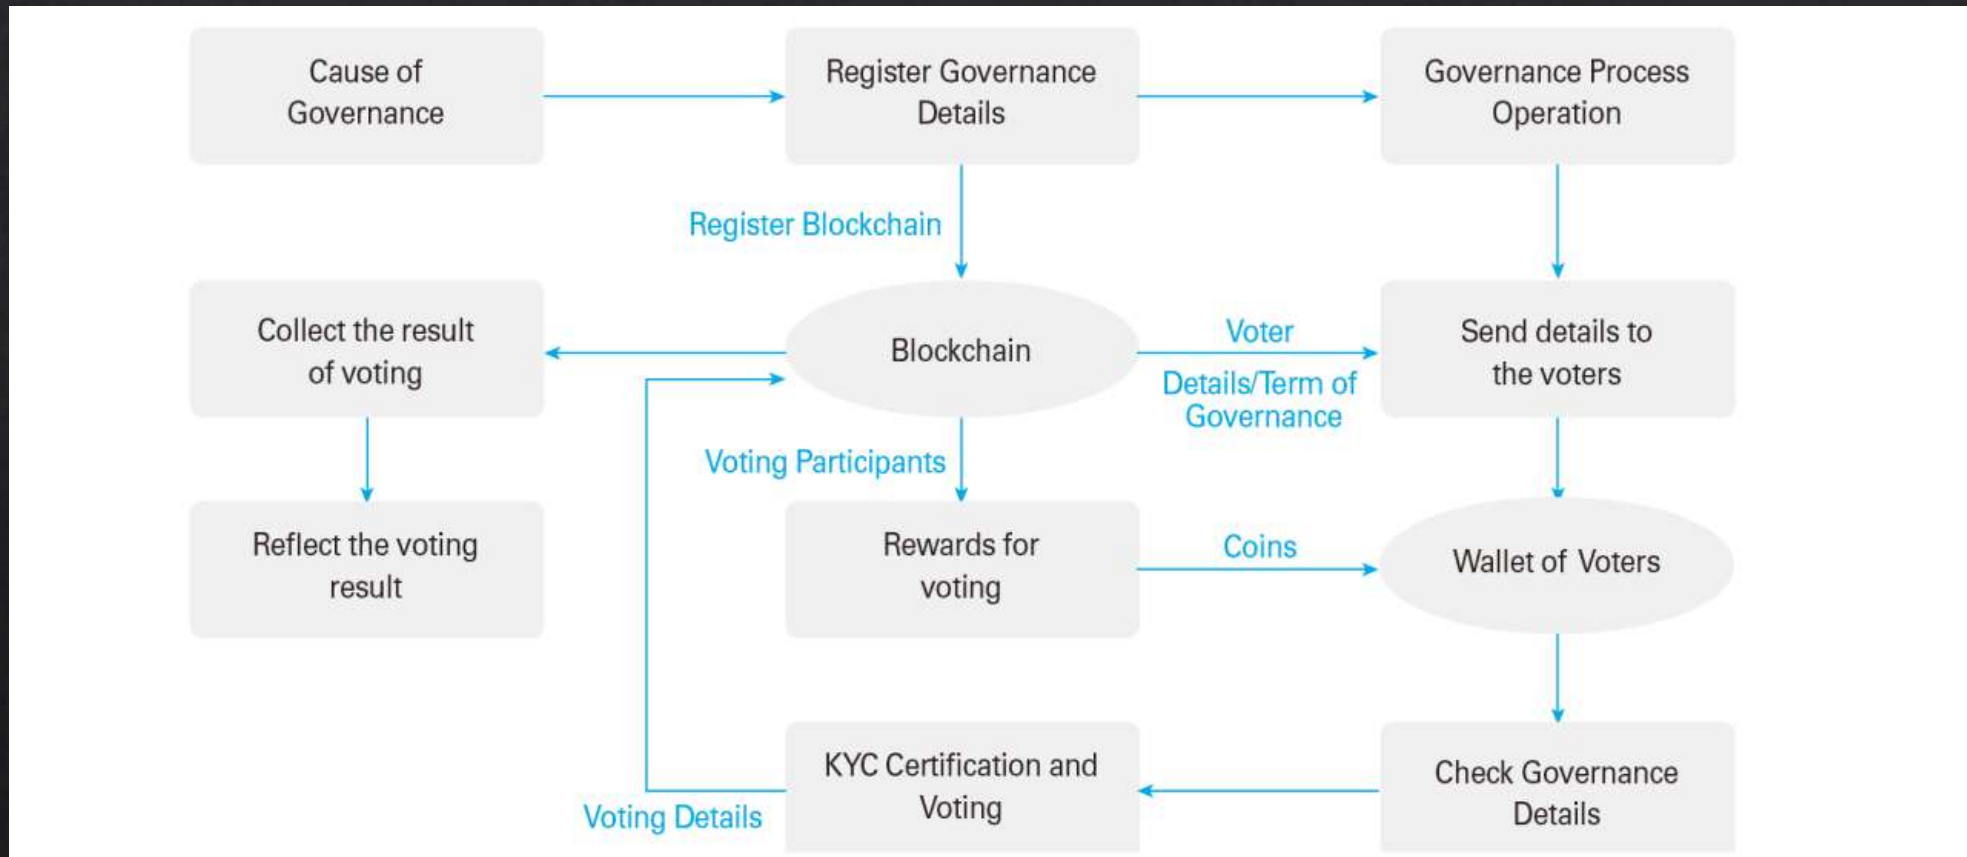 Cause of
Governance
Register Governance
Details
Governance Process
Operation
Register Blockchain
Collect the result
of voting
Blockchain
Voter
Details/Term of
Governance
Send details to
the voters
Voting Participants
Reflect the voting
result
Rewards for
voting
Coins
Wallet of Voters
KYC Certification and
Voting
Check Governance
Details
Voting Details